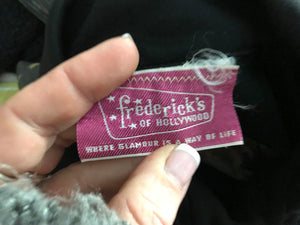 frederick's
OF HOLLYWOOD
WHERE GLAMOUR IS A WAY OF LIFE